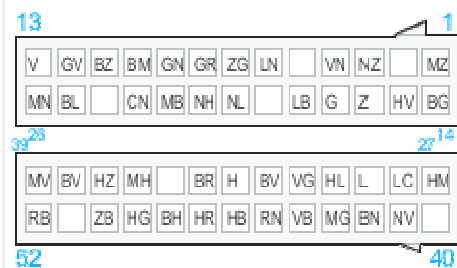 13 1
V GV BZ BM GN GR ZG LN VN NZ MZ
MN BL CN MB NH NL LB G Z HV BG
39 26 27 14
MV BV HZ MH BR H BV VG HL L LC HM
RB ZB HG BH HR HB RN VB MG BN NV
52 40